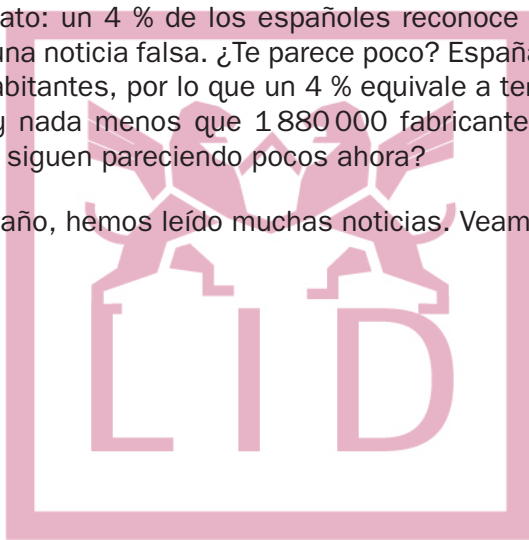 ato: un 4 % de los españoles reconoce
una noticia falsa. ¿Te parece poco? España
abitantes, por lo que un 4 % equivale a te
y nada menos que 1 880 000 fabricante
siguen pareciendo pocos ahora?
año, hemos leído muchas noticias. Veam
LID